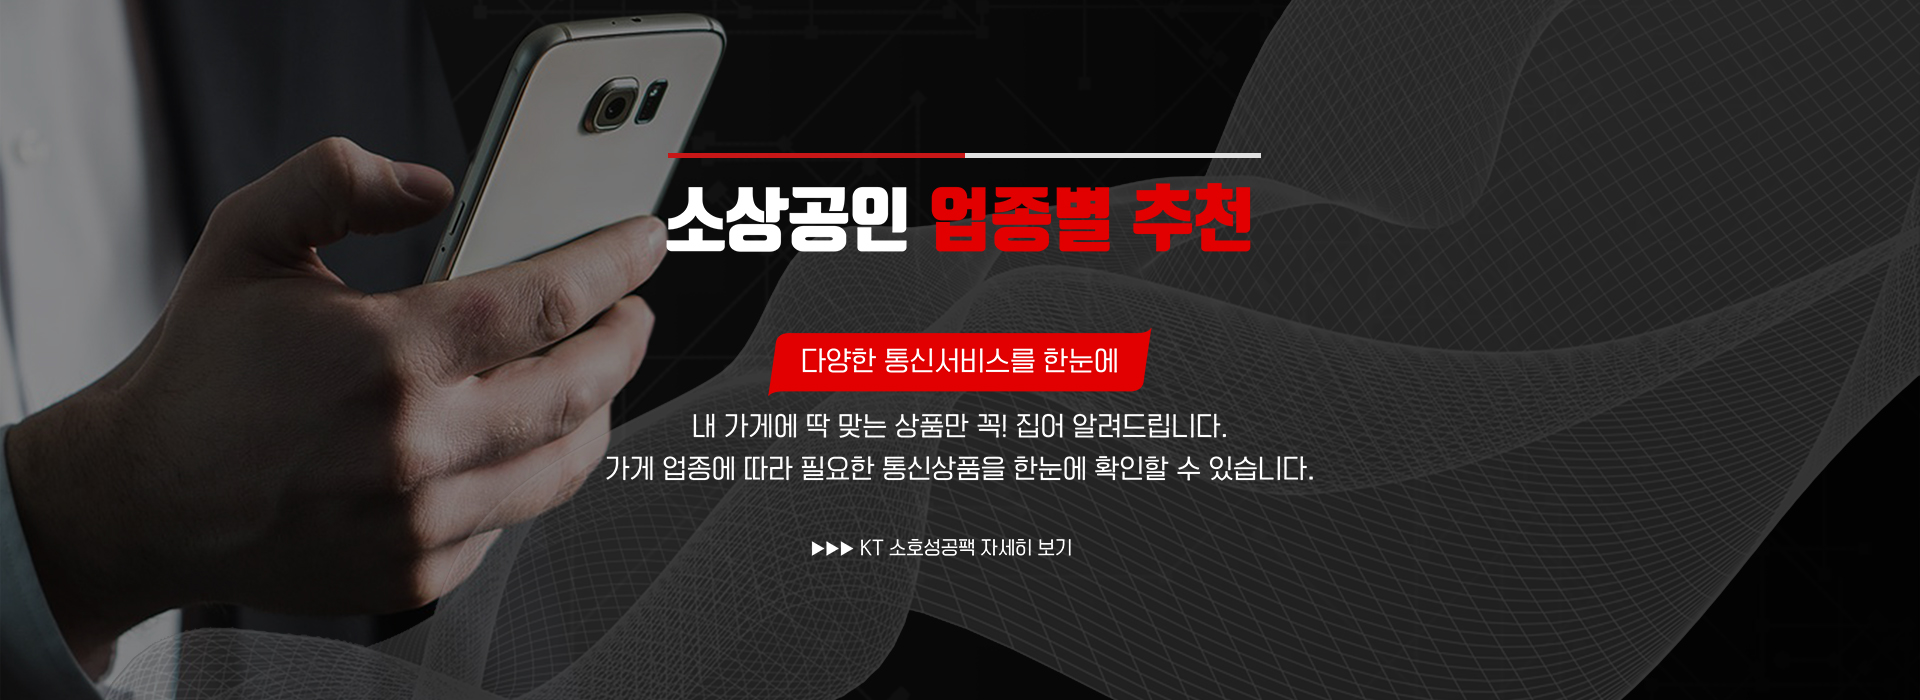 소상공인 업종별 추천
다양한 통신서비스를 한눈에
내 가게에 딱 맞는 상품만 꼭! 집어 알려드립니다.
가게 업종에 따라 필요한 통신상품을 한눈에 확인할 수 있습니다.
▶▶▶ KT 소호성공팩 자세히 보기